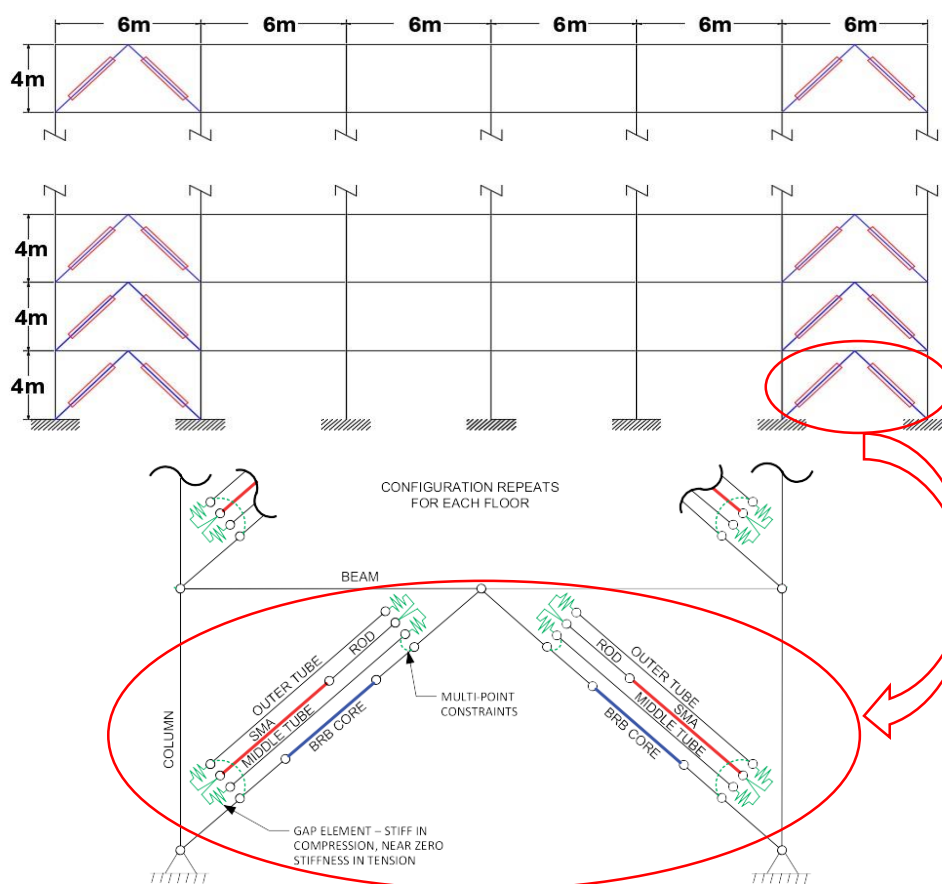 6m 6m 6m 6m 6m 6m
4m
4m
4m
4m
CONFIGURATION REPEATS
FOR EACH FLOOR
BEAM
COLUMN
OUTER TUBE
ROD
SMA
MIDDLE TUBE
BRB CORE
MULTI-POINT
CONSTRAINTS
GAP ELEMENT – STIFF IN
COMPRESSION, NEAR ZERO
STIFFNESS IN TENSION
ROD
OUTER TUBE
SMA
MIDDLE TUBE
BRB CORE